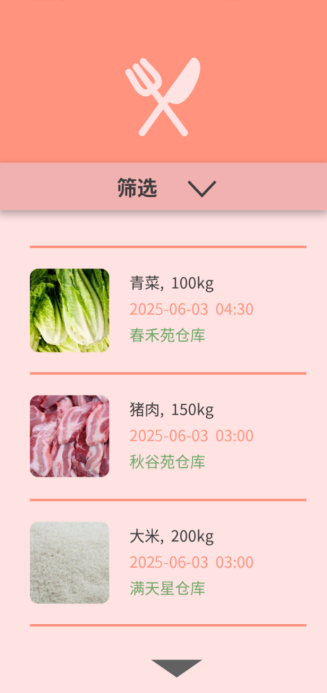 筛选
青菜, 100kg
2025-06-03 04:30
春禾苑仓库
猪肉, 150kg
2025-06-03 03:00
秋谷苑仓库
大米, 200kg
2025-06-03 03:00
满天星仓库